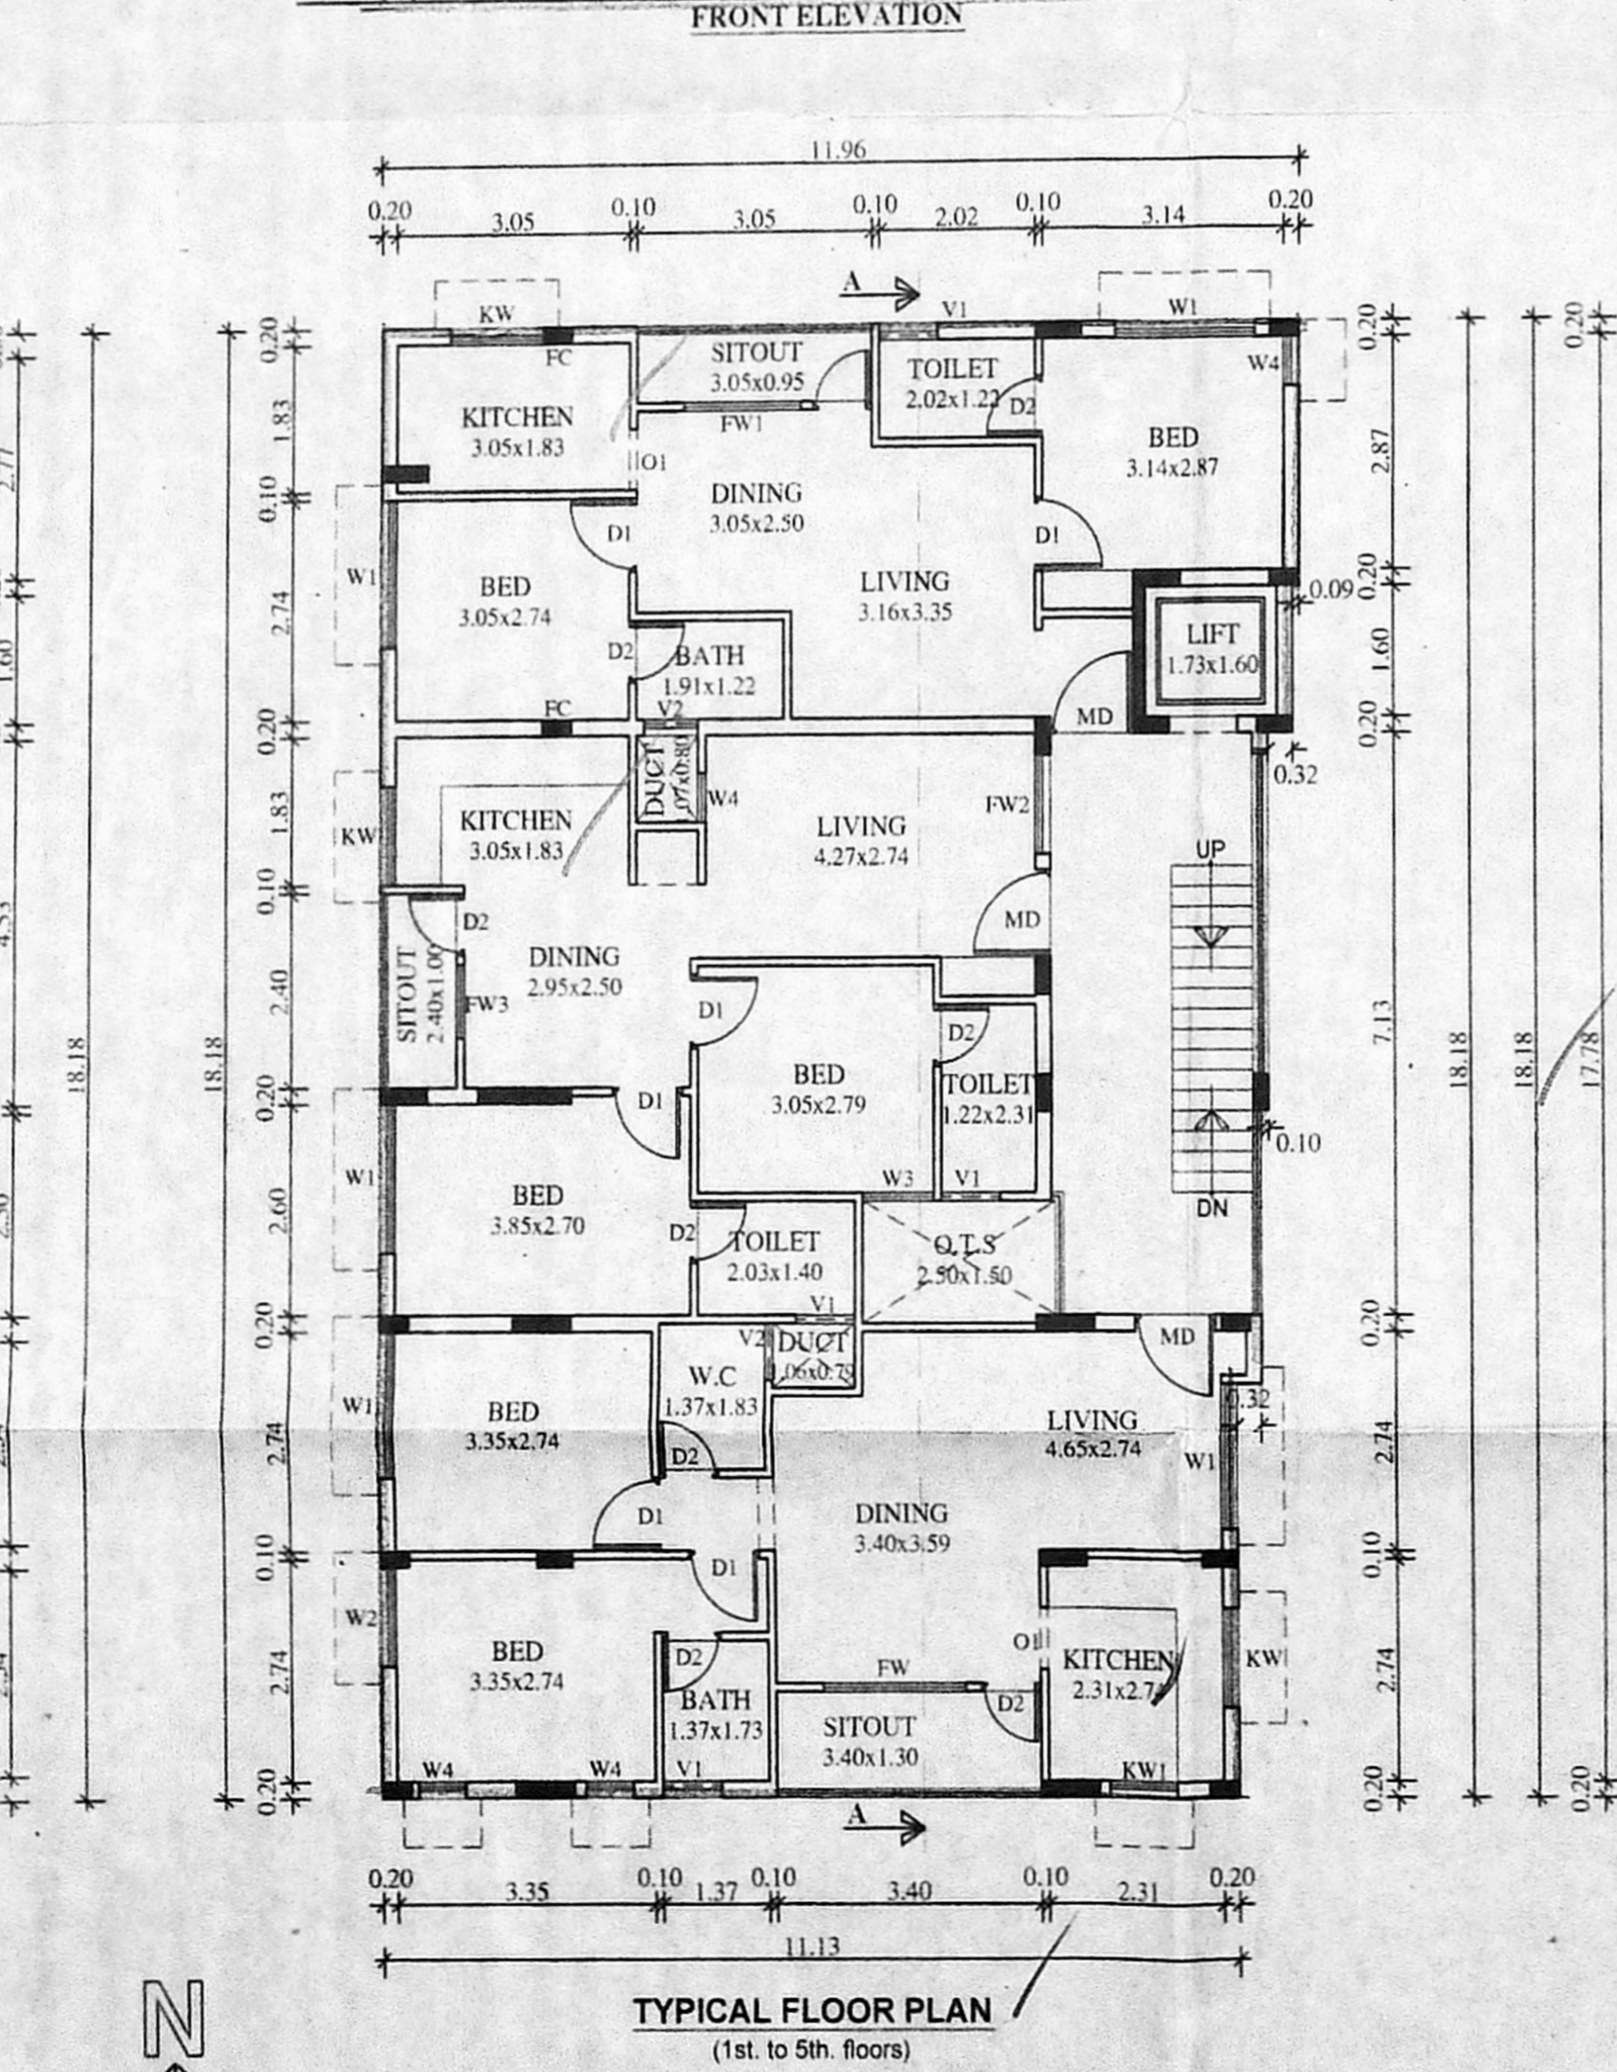 FRONT ELEVATION
11.96
0.20 3.05 0.10 3.05 0.10 2.02 0.10 3.14 0.20
A
KW V1 W1
0.20 0.20 0.20
FC SITOUT TOILET W4
3.05x0.95 2.02x1.22
KITCHEN D2
3.05x1.83 FW1
1.83 BED 2.87
O1 3.14x2.87
2.77
0.10 DINING
3.05x2.50
D1 D1
W1 BED LIVING 0.20
3.05x2.74 3.16x3.35 0.09
2.74 LIFT 1.60
D2 BATH 1.73x1.60
1.60 1.91x1.22
FC V2 MD
0.20 0.20
DUCT 0.32
KITCHEN W4 LIVING FW2
3.05x1.83 4.27x2.74
KW 1.83 UP
0.10
D2 MD
SITOUT DINING
2.40x1.00 2.95x2.50
2.40 FW3 D1 D2
18.18 18.18 7.13 18.18 18.18 17.78
BED TOILET
3.05x2.79 1.22x2.31
0.20 D1 0.10
W1 W3 V1
BED DN
3.85x2.70
2.60 D2 TOILET O.T.S
2.03x1.40 2.50x1.50
V1
0.20 0.20
V2 DUCT MD
W.C
1.37x1.83 0.32
W1 BED LIVING
3.35x2.74 4.65x2.74
2.74 D2 W1 2.74
D1 DINING
3.40x3.59
0.10 D1 0.10
W2 O1
BED D2 FW KITCHEN KW
3.35x2.74 2.31x2.74
2.74 BATH D2 2.74
1.37x1.73 SITOUT
3.40x1.30
W4 W4 V1 KW1
0.20 0.20 0.20
A
0.20 3.35 0.10 1.37 0.10 3.40 0.10 2.31 0.20
11.13
N
TYPICAL FLOOR PLAN
(1st. to 5th. floors)